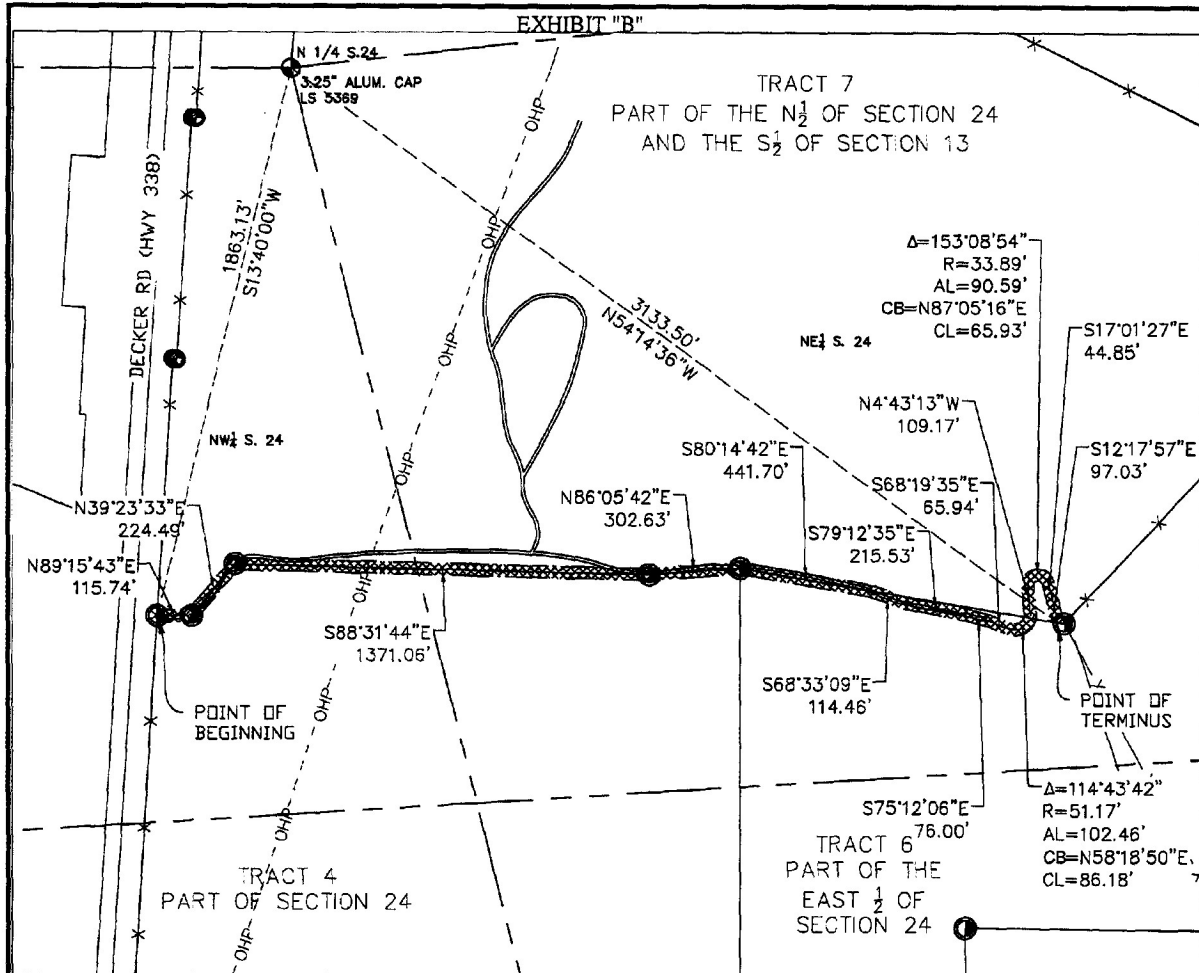 EXHIBIT "B"
N 1/4 S.24
3.25" ALUM. CAP
LS 5369
TRACT 7
PART OF THE N½ OF SECTION 24
AND THE S½ OF SECTION 13
OHP
OHP
OHP
OHP
OHP
OHP
OHP
OHP
DECKER RD (HWY 338)
1863.13'
S13°40'00"W
3133.50'
N54°14'36"W
NE¼ S. 24
NW¼ S. 24
Δ=153°08'54"
R=33.89'
AL=90.59'
CB=N87°05'16"E
CL=65.93'
S17°01'27"E
44.85'
N4°43'13"W
109.17'
S12°17'57"E
97.03'
S80°14'42"E
441.70'
S68°19'35"E
65.94'
N86°05'42"E
302.63'
S79°12'35"E
215.53'
N39°23'33"E
224.49'
N89°15'43"E
115.74'
S88°31'44"E
1371.06'
S68°33'09"E
114.46'
POINT OF
BEGINNING
POINT OF
TERMINUS
S75°12'06"E
76.00'
Δ=114°43'42"
R=51.17'
AL=102.46'
CB=N58°18'50"E
CL=86.18'
TRACT 4
PART OF SECTION 24
TRACT 6
PART OF THE
EAST ½ OF
SECTION 24